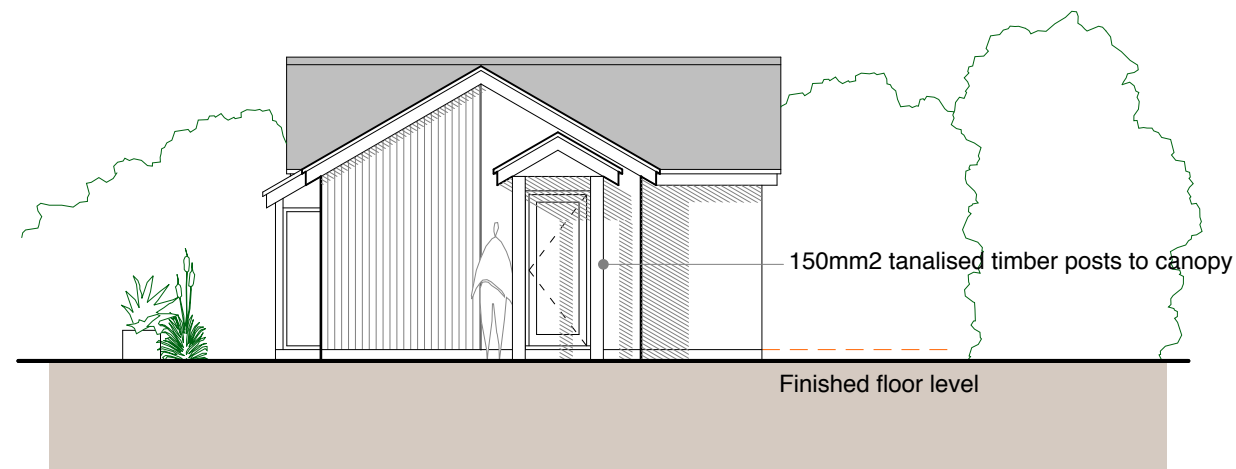 150mm2 tanalised timber posts to canopy
Finished floor level